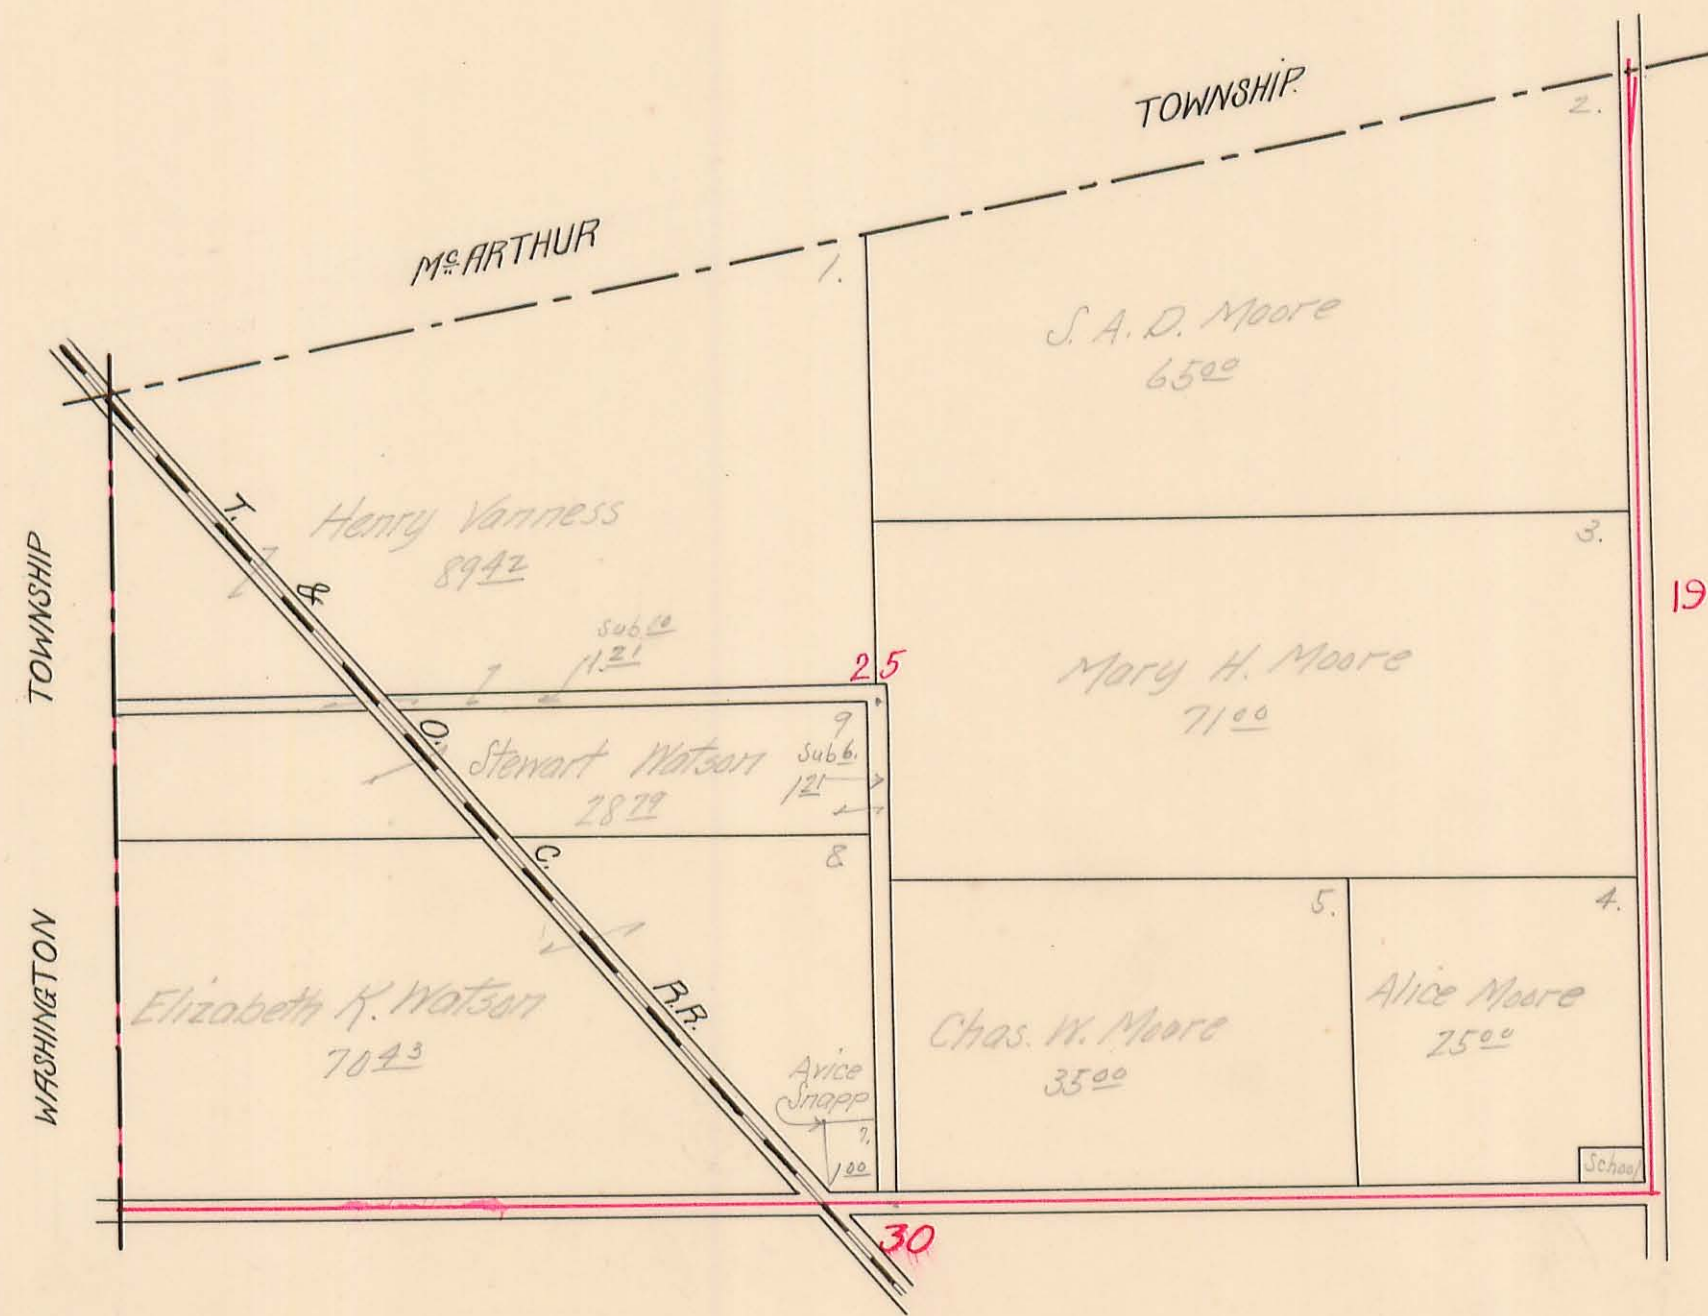 TOWNSHIP.
2.
McARTHUR
1.
S. A. D. Moore
65 00
T.
Henry Vanness
89 42
&
3.
19
TOWNSHIP
Sub 10
1.21
25
Mary H. Moore
71 00
O.
Stewart Watson
28 79
9
Sub 6.
1 21
C.
8
5.
4.
WASHINGTON
Elizabeth K. Watson
70 43
R.R.
Alice Moore
25 00
Chas. W. Moore
35 00
Avice
Snapp
7.
1 00
School
30